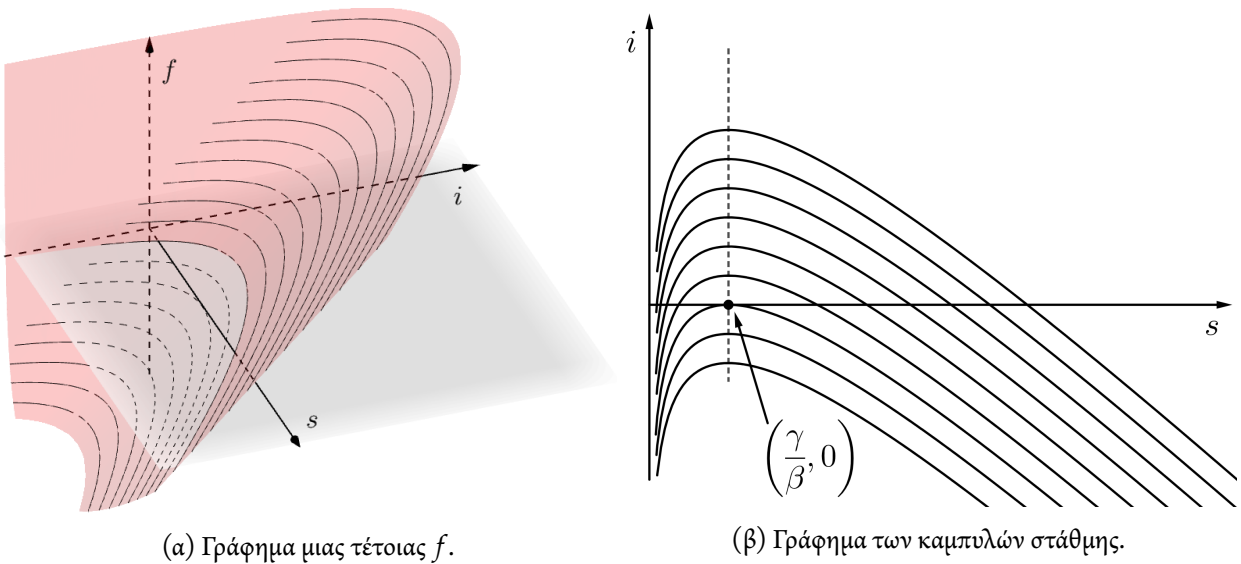 f
i
s
(α) Γράφημα μιας τέτοιας f.
i
s
(γ/β, 0)
(β) Γράφημα των καμπυλών στάθμης.